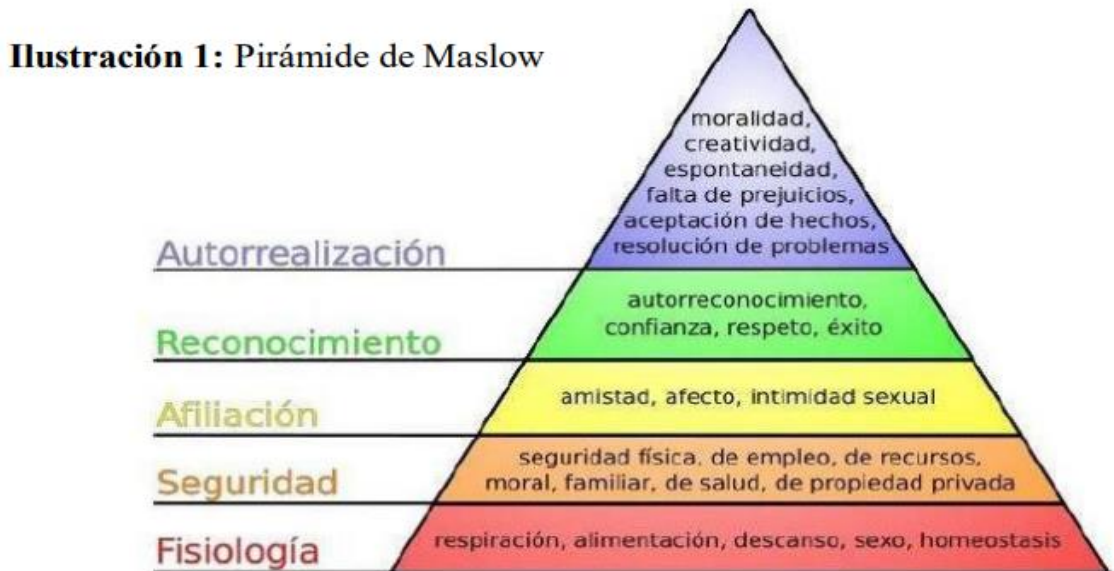 Ilustración 1: Pirámide de Maslow
moralidad,
creatividad,
espontaneidad,
falta de prejuicios,
aceptación de hechos,
resolución de problemas
Autorrealización
autorreconocimiento,
confianza, respeto, éxito
Reconocimiento
amistad, afecto, intimidad sexual
Afiliación
seguridad física, de empleo, de recursos,
moral, familiar, de salud, de propiedad privada
Seguridad
respiración, alimentación, descanso, sexo, homeostasis
Fisiología